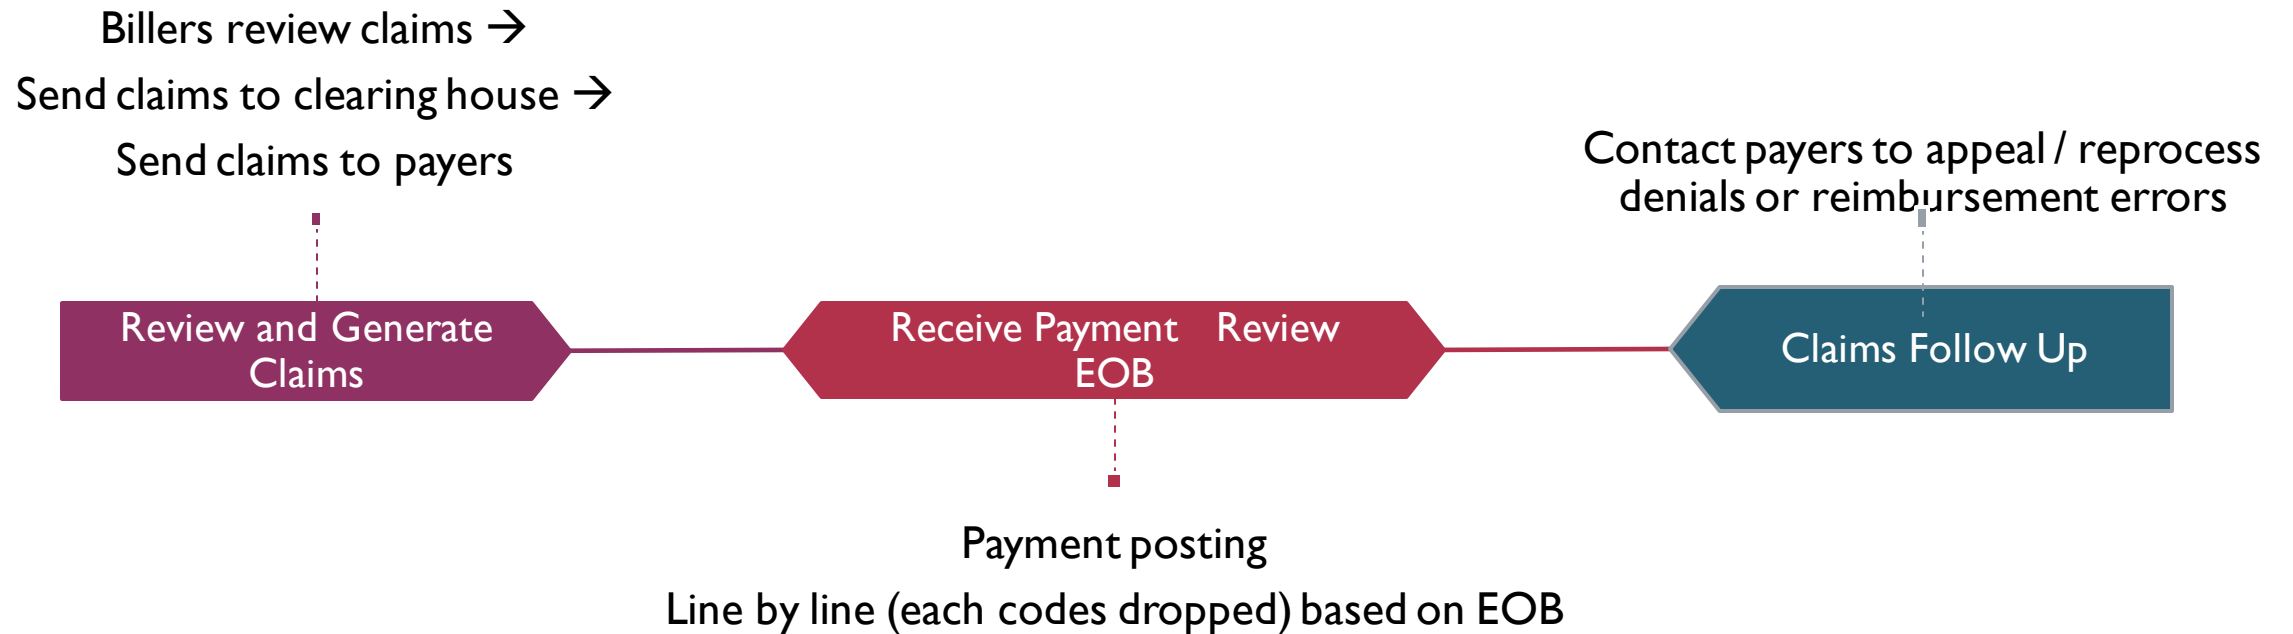 Billers review claims →
Send claims to clearing house →
Send claims to payers
Contact payers to appeal / reprocess
denials or reimbursement errors
Review and Generate
Claims
Receive Payment Review
EOB
Claims Follow Up
Payment posting
Line by line (each codes dropped) based on EOB